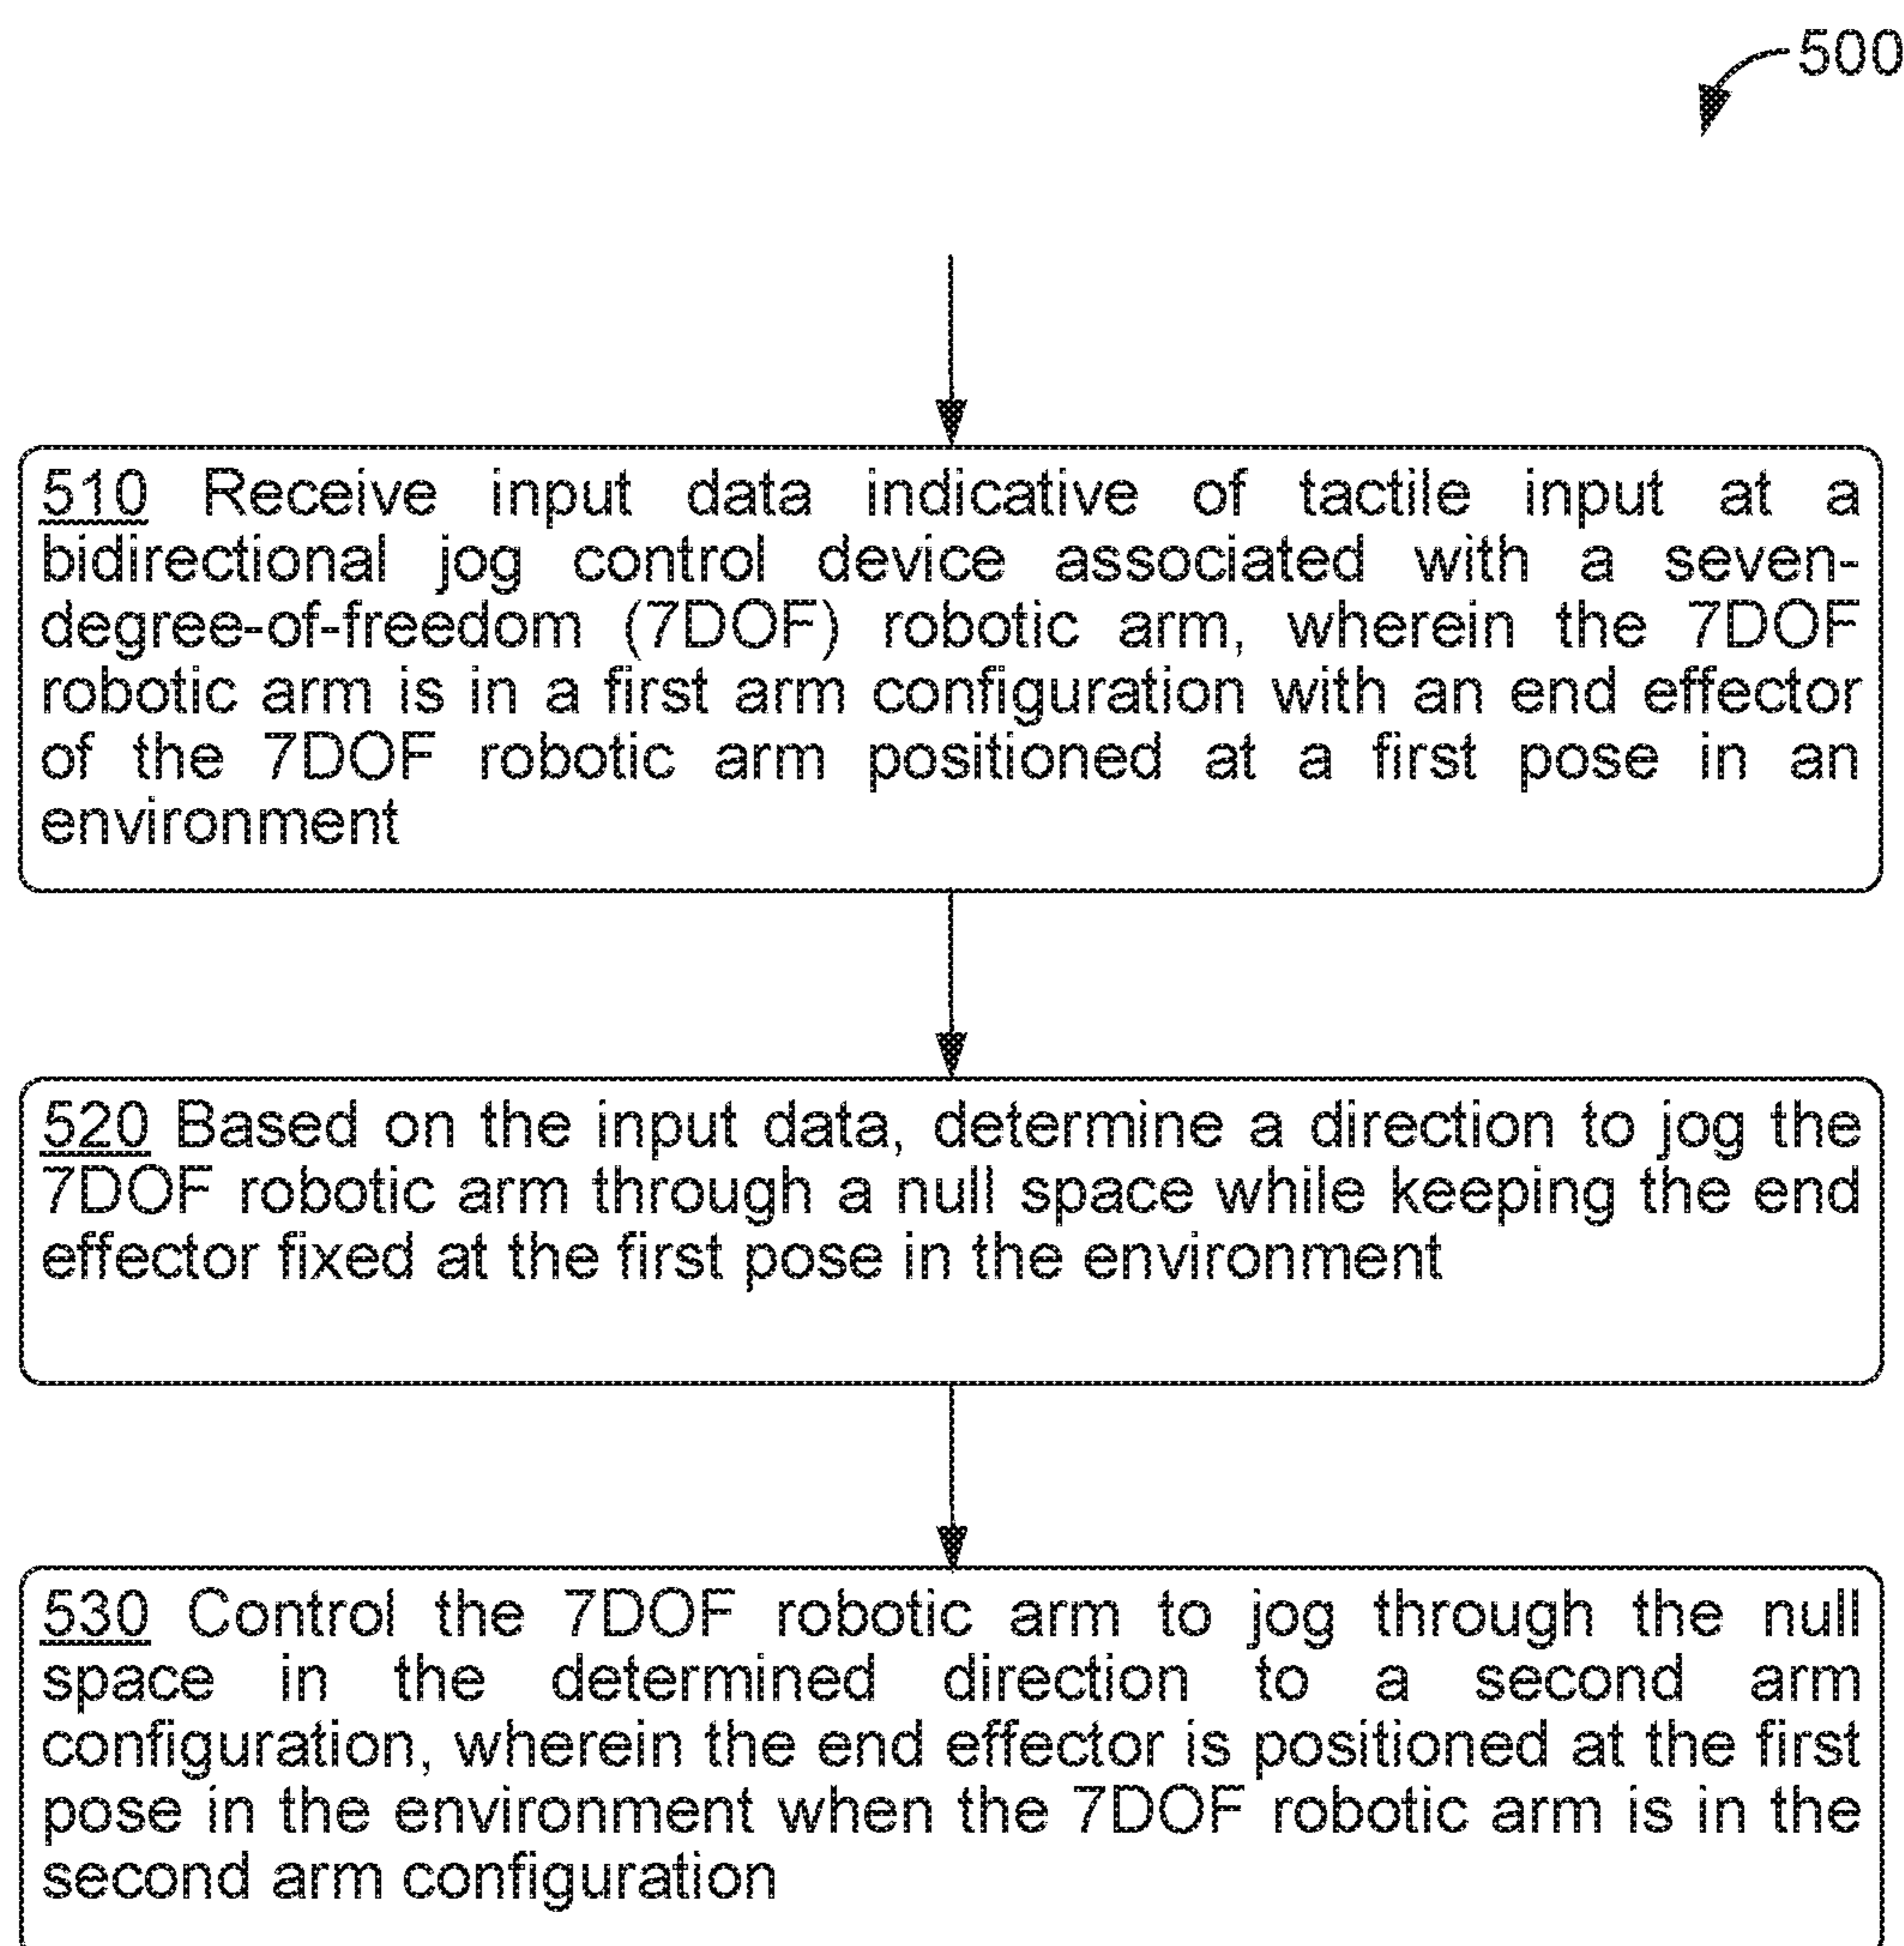 500
510 Receive input data indicative of tactile input at a
bidirectional jog control device associated with a seven-
degree-of-freedom (7DOF) robotic arm, wherein the 7DOF
robotic arm is in a first arm configuration with an end effector
of the 7DOF robotic arm positioned at a first pose in an
environment
520 Based on the input data, determine a direction to jog the
7DOF robotic arm through a null space while keeping the end
effector fixed at the first pose in the environment
530 Control the 7DOF robotic arm to jog through the null
space in the determined direction to a second arm
configuration, wherein the end effector is positioned at the first
pose in the environment when the 7DOF robotic arm is in the
second arm configuration